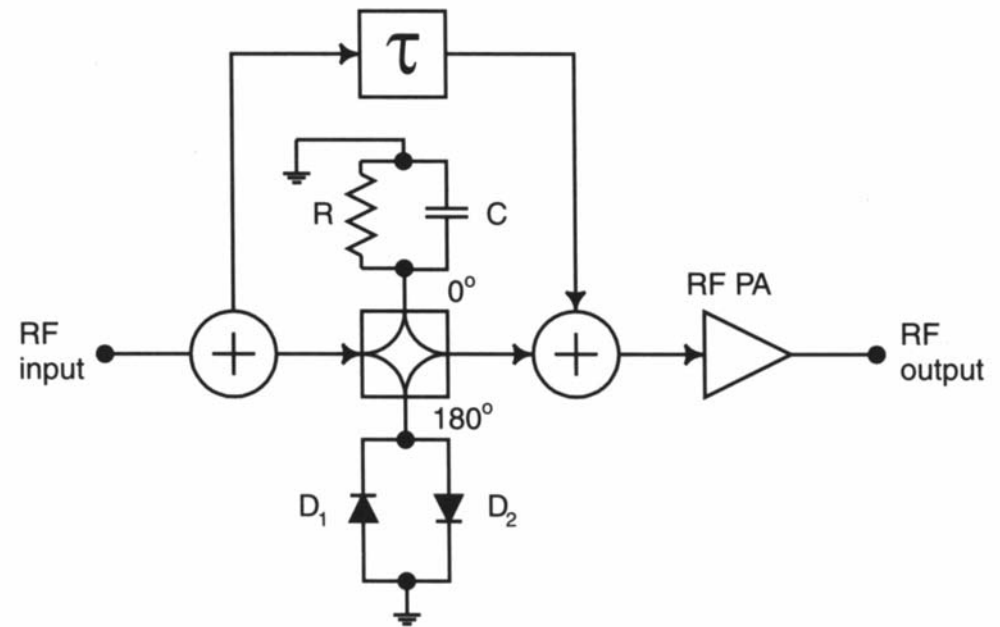 τ
R
C
0°
RF PA
RF
input
RF
output
180°
D₁
D₂